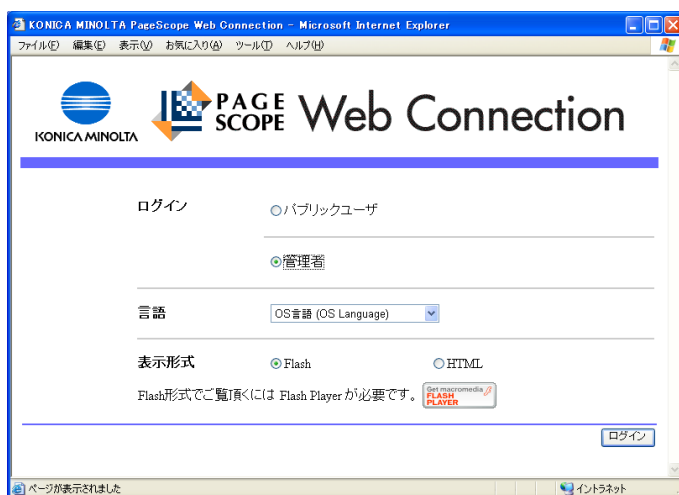 KONICA MINOLTA PageScope Web Connection - Microsoft Internet Explorer
ファイル(F) 編集(E) 表示(V) お気に入り(A) ツール(T) ヘルプ(H)
KONICA MINOLTA
PAGE SCOPE Web Connection
ログイン
パブリックユーザ
管理者
言語
OS言語 (OS Language)
表示形式
Flash
HTML
Flash形式でご覧頂くには Flash Player が必要です。
Get macromedia
FLASH
PLAYER
ログイン
ページが表示されました
イントラネット